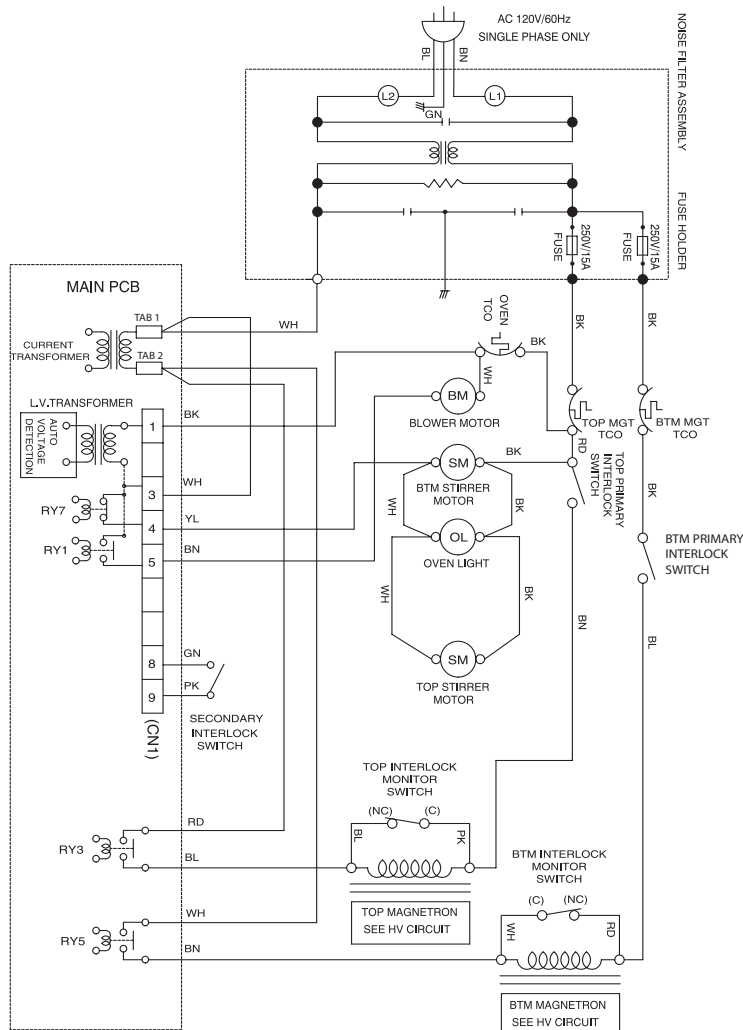 AC 120V/60Hz
SINGLE PHASE ONLY
BL
BN
NOISE FILTER ASSEMBLY
L2
L1
GN
FUSE HOLDER
250V/15A
FUSE
250V/15A
FUSE
MAIN PCB
TAB 1
WH
CURRENT
TRANSFORMER
TAB 2
OVEN
TCO
BK
BK
BK
WH
L.V.TRANSFORMER
AUTO
VOLTAGE
DETECTION
1
BK
BM
BLOWER MOTOR
TOP MGT
TCO
BTM MGT
TCO
RD
3
WH
SM
BK
BTM STIRRER
MOTOR
TOP PRIMARY
INTERLOCK
SWITCH
BK
RY7
4
YL
WH
BK
RY1
5
BN
OL
OVEN LIGHT
BTM PRIMARY
INTERLOCK
SWITCH
WH
BK
BN
BL
8
GN
SM
TOP STIRRER
MOTOR
9
PK
SECONDARY
INTERLOCK
SWITCH
(CN1)
TOP INTERLOCK
MONITOR
SWITCH
(NC)
(C)
RD
RY3
BL
BL
PK
TOP MAGNETRON
SEE HV CIRCUIT
BTM INTERLOCK
MONITOR
SWITCH
(C)
(NC)
WH
RY5
BN
WH
RD
BTM MAGNETRON
SEE HV CIRCUIT